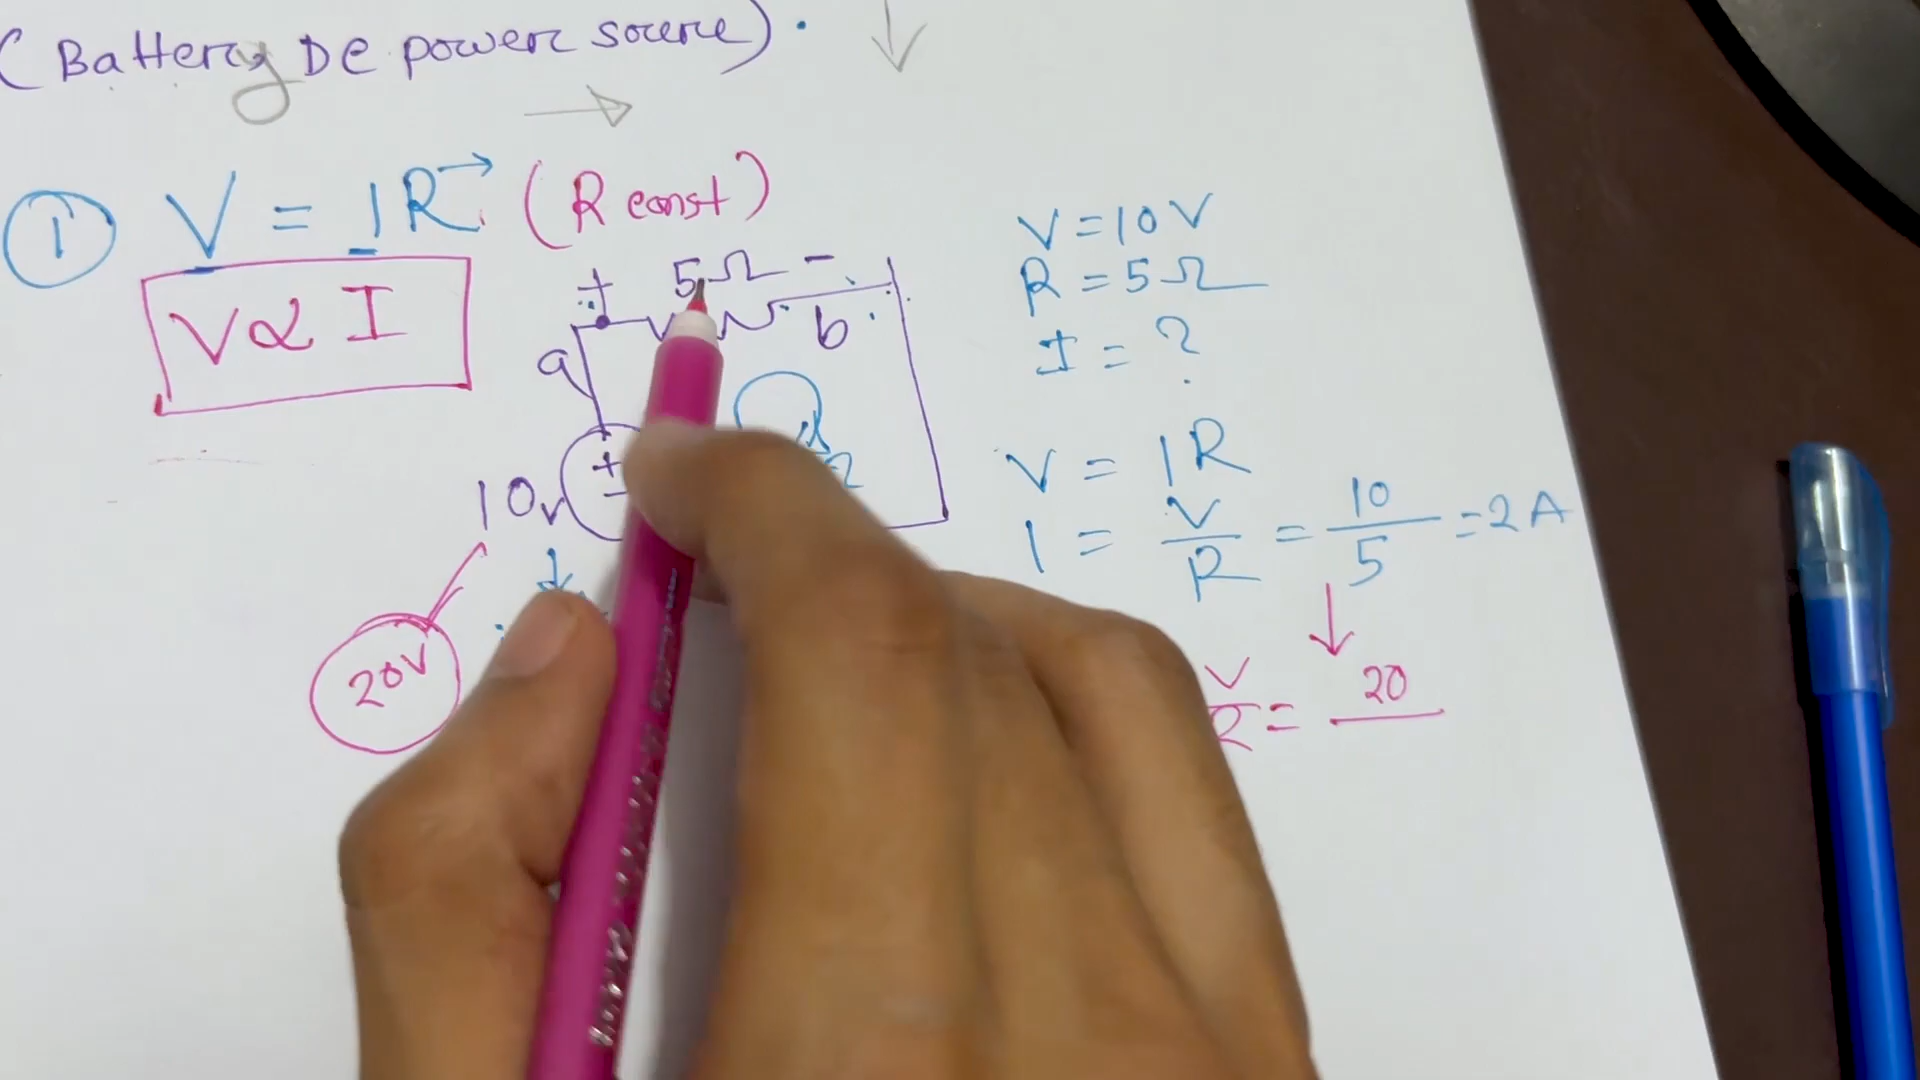 (Battery DC power source).
① V = IR → (R const)
V ∝ I
+ 5Ω -
a b
10v + -
20V
V = 10V
R = 5Ω
I = ?
V = IR
I = V/R = 10/5 = 2A
V/R = 20